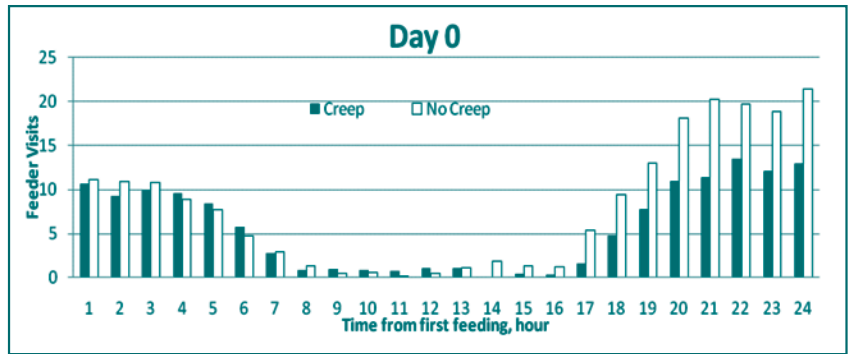 Day 0
25
20
15
10
5
0
Feeder Visits
Creep No Creep
1 2 3 4 5 6 7 8 9 10 11 12 13 14 15 16 17 18 19 20 21 22 23 24
Time from first feeding, hour